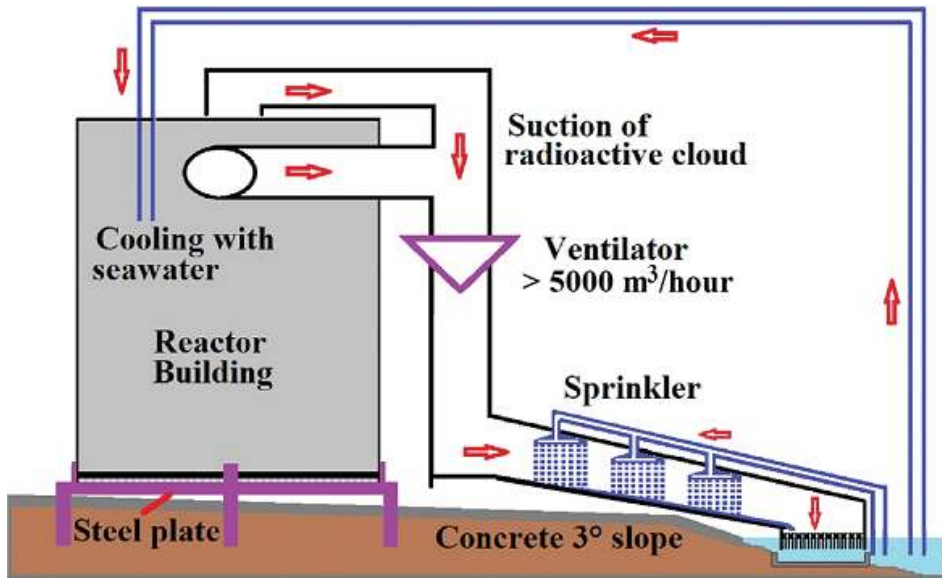 Suction of
radioactive cloud
Cooling with
seawater
Ventilator
> 5000 m³/hour
Reactor
Building
Sprinkler
Steel plate
Concrete 3° slope